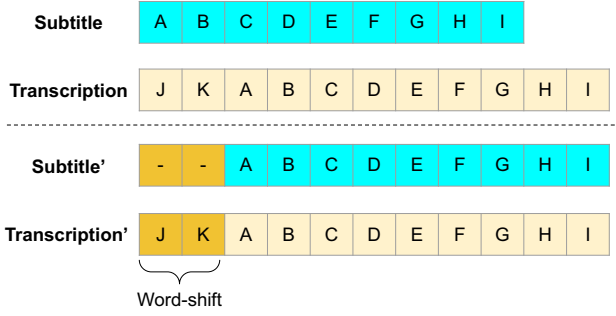 Subtitle A B C D E F G H I
Transcription J K A B C D E F G H I
Subtitle’ - - A B C D E F G H I
Transcription’ J K A B C D E F G H I
Word-shift